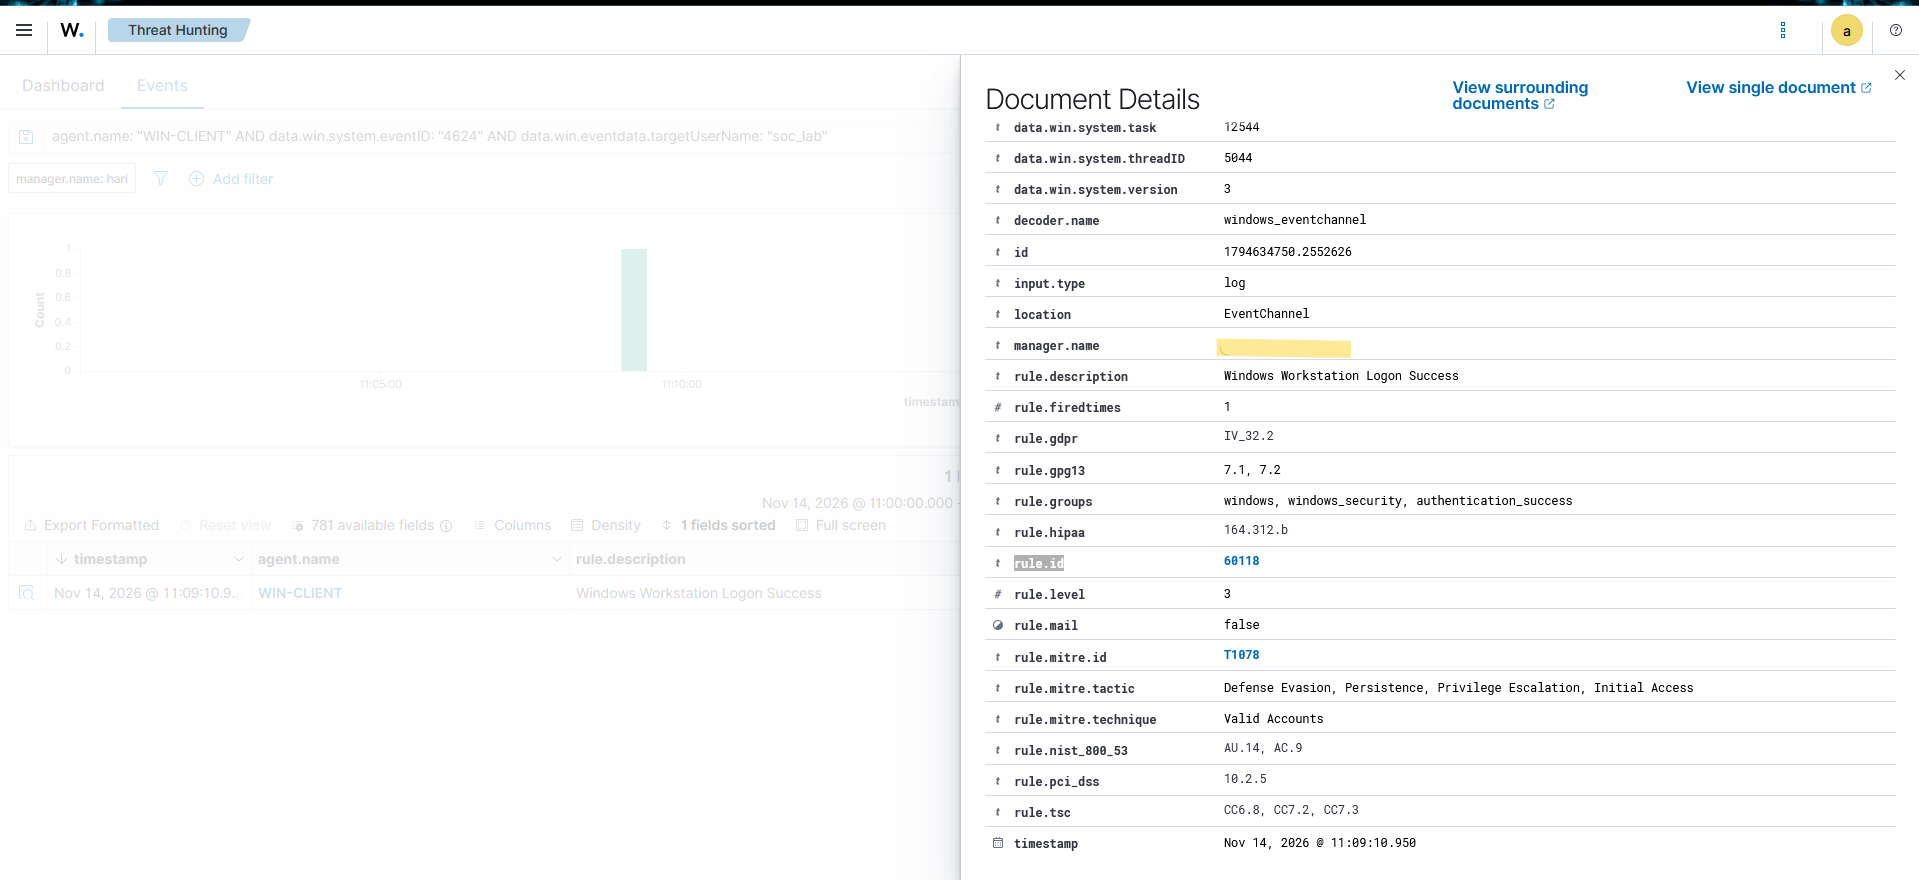 W.
Threat Hunting
a
Dashboard
Events
agent.name: "WIN-CLIENT" AND data.win.system.eventID: "4624" AND data.win.eventdata.targetUserName: "soc_lab"
manager.name: hari
Add filter
Count
1
0.8
0.6
0.4
0.2
0
11:05:00
11:10:00
timestam
1
Nov 14, 2026 @ 11:00:00.000 -
Export Formatted
Reset view
781 available fields
Columns
Density
1 fields sorted
Full screen
timestamp
agent.name
rule.description
Nov 14, 2026 @ 11:09:10.9...
WIN-CLIENT
Windows Workstation Logon Success
Document Details
View surrounding
documents
View single document
t data.win.system.task 12544
t data.win.system.threadID 5044
t data.win.system.version 3
t decoder.name windows_eventchannel
t id 1794634750.2552626
t input.type log
t location EventChannel
t manager.name
t rule.description Windows Workstation Logon Success
# rule.firedtimes 1
t rule.gdpr IV_32.2
t rule.gpg13 7.1, 7.2
t rule.groups windows, windows_security, authentication_success
t rule.hipaa 164.312.b
t rule.id 60118
# rule.level 3
rule.mail false
t rule.mitre.id T1078
t rule.mitre.tactic Defense Evasion, Persistence, Privilege Escalation, Initial Access
t rule.mitre.technique Valid Accounts
t rule.nist_800_53 AU.14, AC.9
t rule.pci_dss 10.2.5
t rule.tsc CC6.8, CC7.2, CC7.3
timestamp Nov 14, 2026 @ 11:09:10.950